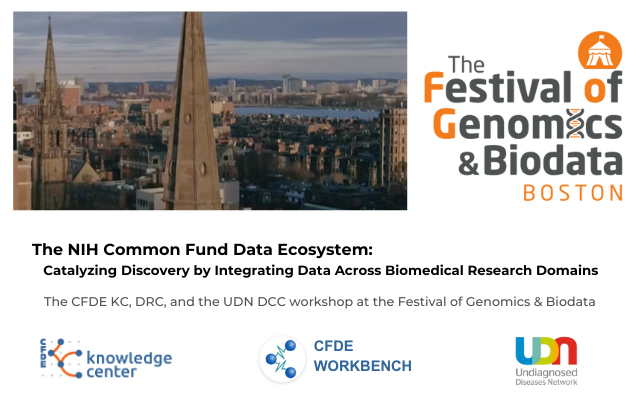 The
Festival of
Genomics
& Biodata
BOSTON
The NIH Common Fund Data Ecosystem:
Catalyzing Discovery by Integrating Data Across Biomedical Research Domains
The CFDE KC, DRC, and the UDN DCC workshop at the Festival of Genomics & Biodata
CFDE
knowledge
center
CFDE
WORKBENCH
UDN
Undiagnosed
Diseases Network